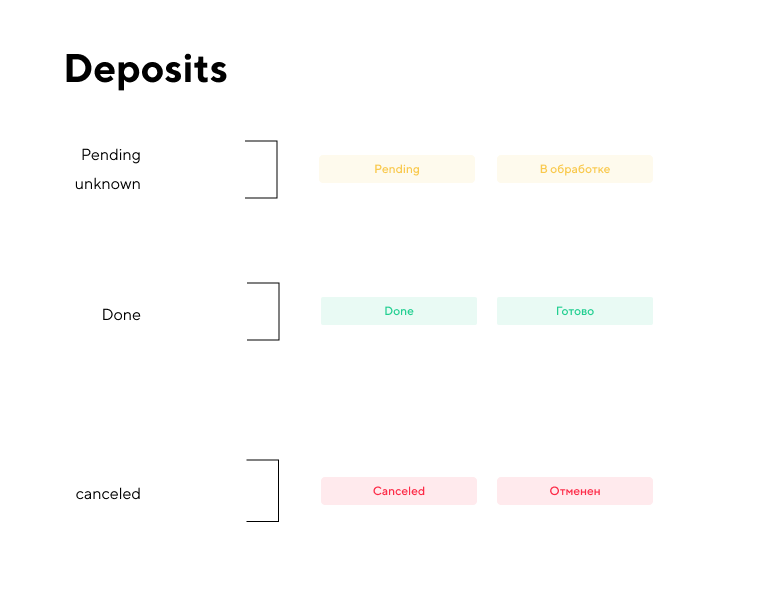 Deposits
Pending
unknown
Pending
В обработке
Done
Done
Готово
canceled
Canceled
Отменен